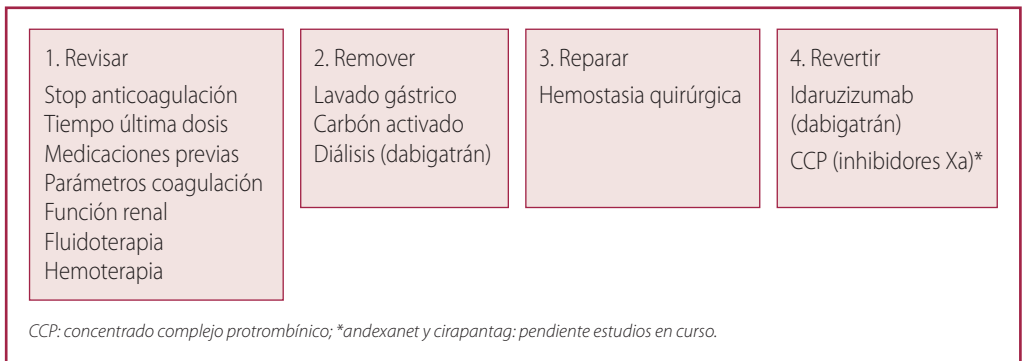 1. Revisar
Stop anticoagulación
Tiempo última dosis
Medicaciones previas
Parámetros coagulación
Función renal
Fluidoterapia
Hemoterapia
2. Remover
Lavado gástrico
Carbón activado
Diálisis (dabigatrán)
3. Reparar
Hemostasia quirúrgica
4. Revertir
Idaruzizumab
(dabigatrán)
CCP (inhibidores Xa)*
CCP: concentrado complejo protrombínico; *andexanet y cirapantag: pendiente estudios en curso.